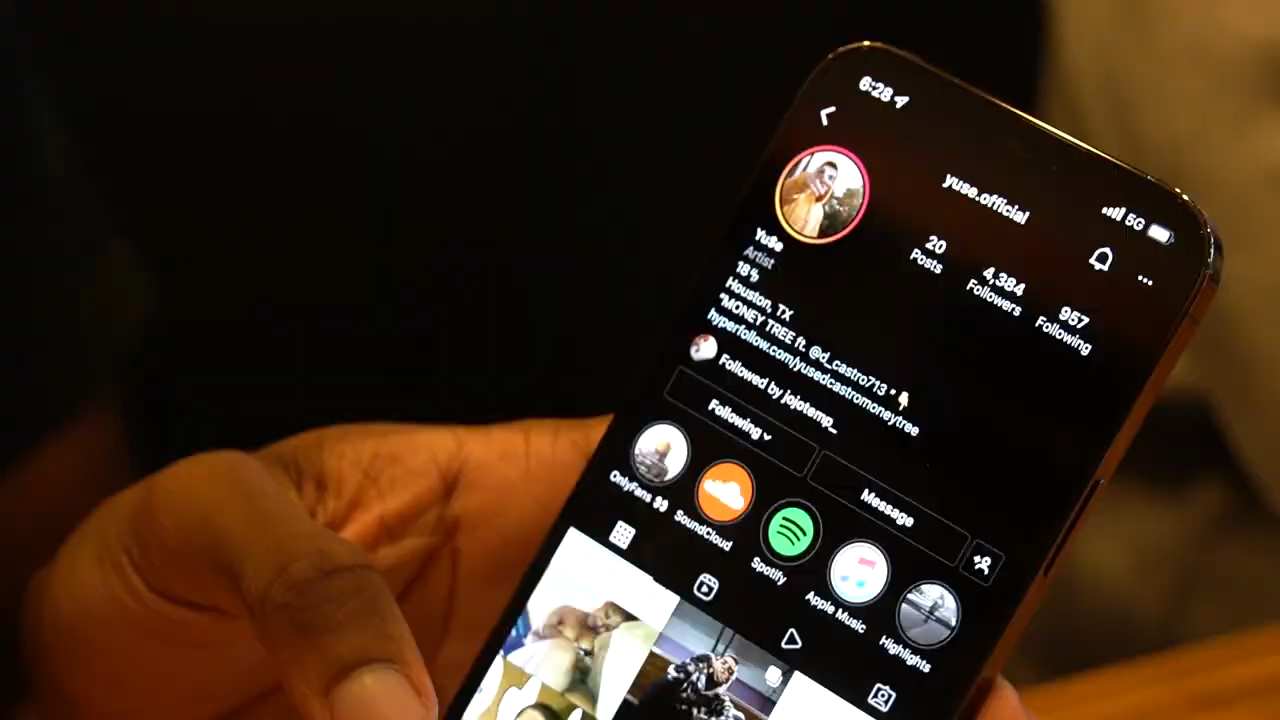 6:28
5G
yuse.official
20
Posts
4,384
Followers
957
Following
Yu$e
Artist
18
Houston, TX
"MONEY TREE ft. @d_castro713 "
hyperfollow.com/yusedcastromoneytree
Followed by jojotemp_
Following
Message
OnlyFans
SoundCloud
Spotify
Apple Music
Highlights